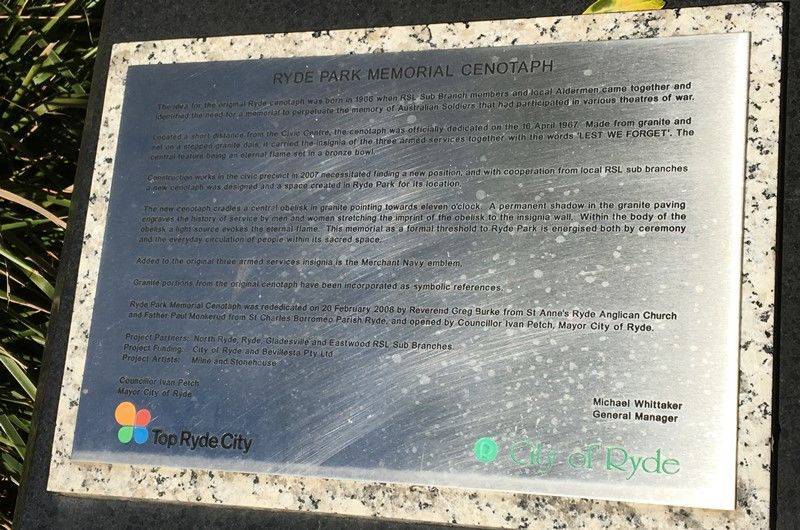 RYDE PARK MEMORIAL CENOTAPH
The idea for the original Ryde cenotaph was born in 1966 when RSL Sub Branch members and local Aldermen came together and
identified the need for a memorial to perpetuate the memory of Australian Soldiers that had participated in various theatres of war.
Located a short distance from the Civic Centre, the cenotaph was officially dedicated on the 16 April 1967. Made from granite and
set on a stepped granite dais, it carried the insignia of the three armed services together with the words 'LEST WE FORGET'. The
central feature being an eternal flame set in a bronze bowl.
Construction works in the civic precinct in 2007 necessitated finding a new position, and with cooperation from local RSL sub branches
a new cenotaph was designed and a space created in Ryde Park for its location.
The new cenotaph cradles a central obelisk in granite pointing towards eleven o'clock. A permanent shadow in the granite paving
engraves the history of service by men and women stretching the imprint of the obelisk to the insignia wall. Within the body of the
obelisk a light source evokes the eternal flame. This memorial as a formal threshold to Ryde Park is energised both by ceremony
and the everyday circulation of people within its sacred space.
Added to the original three armed services insignia is the Merchant Navy emblem.
Granite portions from the original cenotaph have been incorporated as symbolic references.
Ryde Park Memorial Cenotaph was rededicated on 20 February 2008 by Reverend Greg Burke from St Anne's Ryde Anglican Church
and Father Paul Monkerud from St Charles Borromeo Parish Ryde, and opened by Councillor Ivan Petch, Mayor City of Ryde.
Project Partners: North Ryde, Ryde, Gladesville and Eastwood RSL Sub Branches.
Project Funding: City of Ryde and Bevillesta Pty Ltd
Project Artists: Milne and Stonehouse
Councillor Ivan Petch
Mayor City of Ryde
Michael Whittaker
General Manager
Top Ryde City
City of Ryde